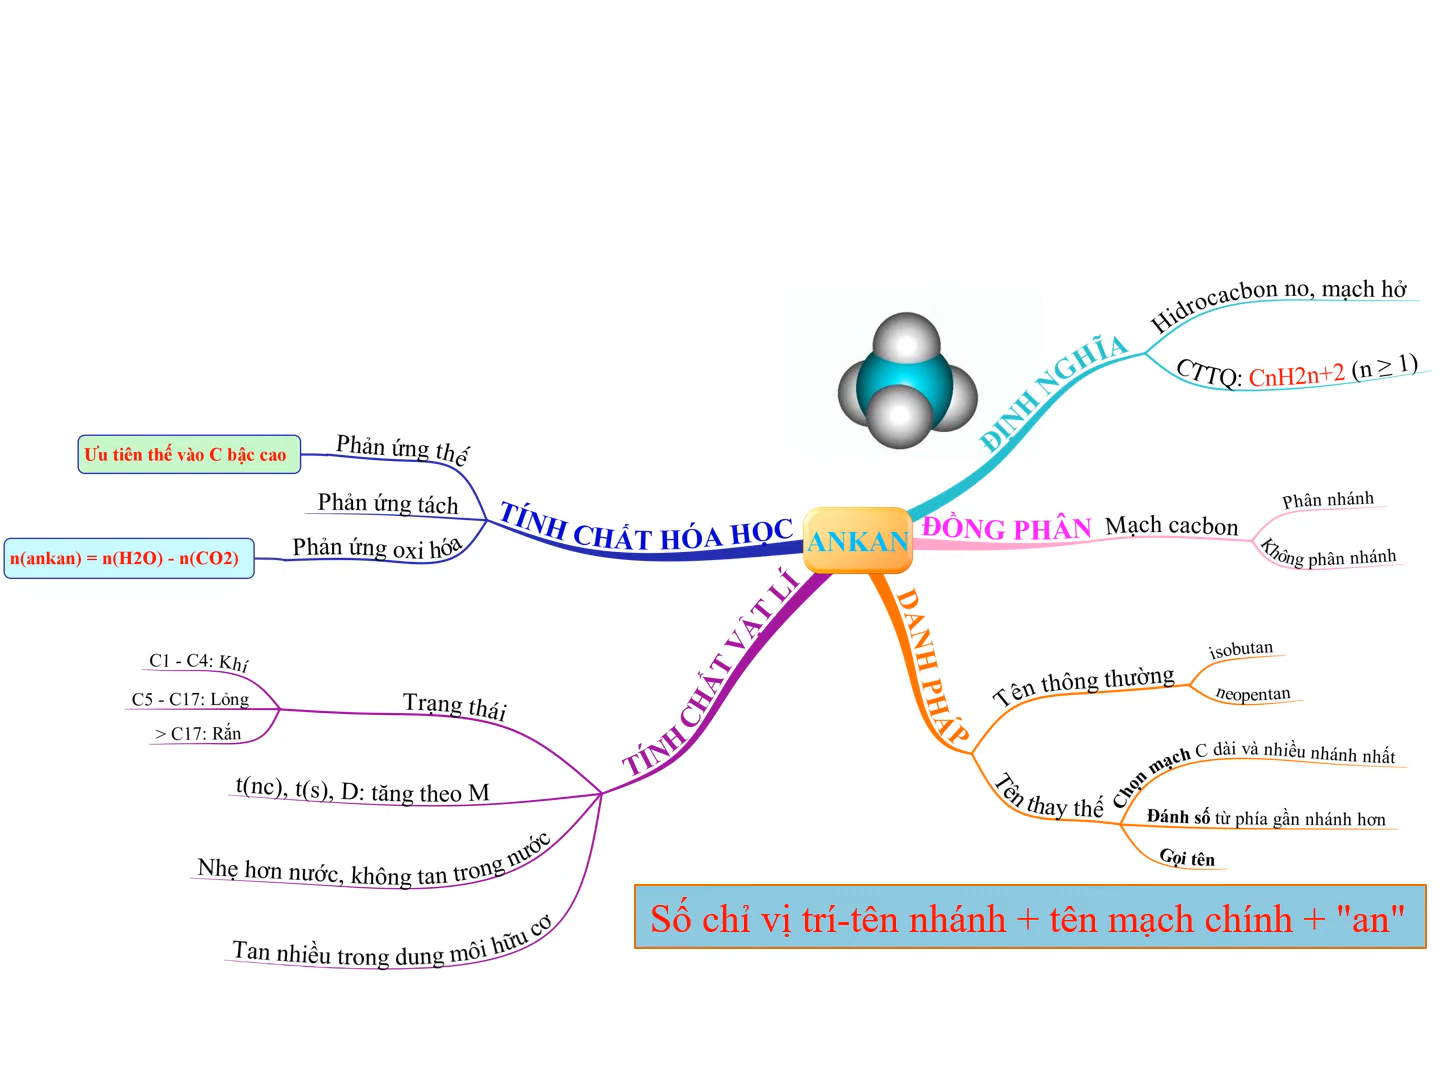 ANKAN
ĐỊNH NGHĨA
Hidrocacbon no, mạch hở
CTTQ: CnH2n+2 (n ≥ 1)
ĐỒNG PHÂN
Mạch cacbon
Phân nhánh
Không phân nhánh
DANH PHÁP
Tên thông thường
isobutan
neopentan
Tên thay thế
Chọn mạch C dài và nhiều nhánh nhất
Đánh số từ phía gần nhánh hơn
Gọi tên
Số chỉ vị trí-tên nhánh + tên mạch chính + "an"
TÍNH CHẤT VẬT LÍ
Trạng thái
C1 - C4: Khí
C5 - C17: Lỏng
> C17: Rắn
t(nc), t(s), D: tăng theo M
Nhẹ hơn nước, không tan trong nước
Tan nhiều trong dung môi hữu cơ
TÍNH CHẤT HÓA HỌC
Phản ứng thế
Ưu tiên thế vào C bậc cao
Phản ứng tách
Phản ứng oxi hóa
n(ankan) = n(H2O) - n(CO2)